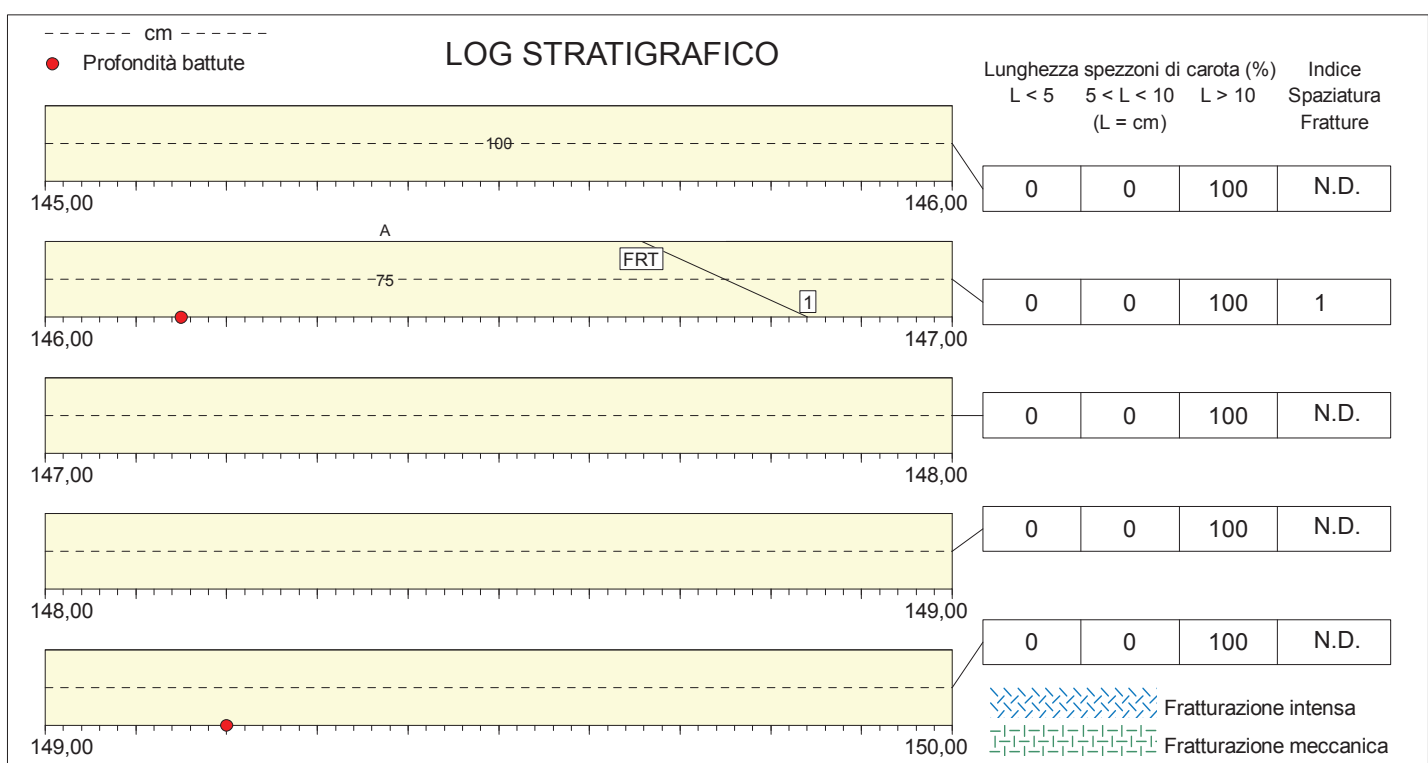 cm
Profondità battute
LOG STRATIGRAFICO
Lunghezza spezzoni di carota (%)
Indice
L < 5
5 < L < 10
L > 10
Spaziatura
(L = cm)
Fratture
100
145,00
146,00
0
0
100
N.D.
A
FRT
75
1
146,00
147,00
0
0
100
1
147,00
148,00
0
0
100
N.D.
148,00
149,00
0
0
100
N.D.
149,00
150,00
0
0
100
N.D.
Fratturazione intensa
Fratturazione meccanica